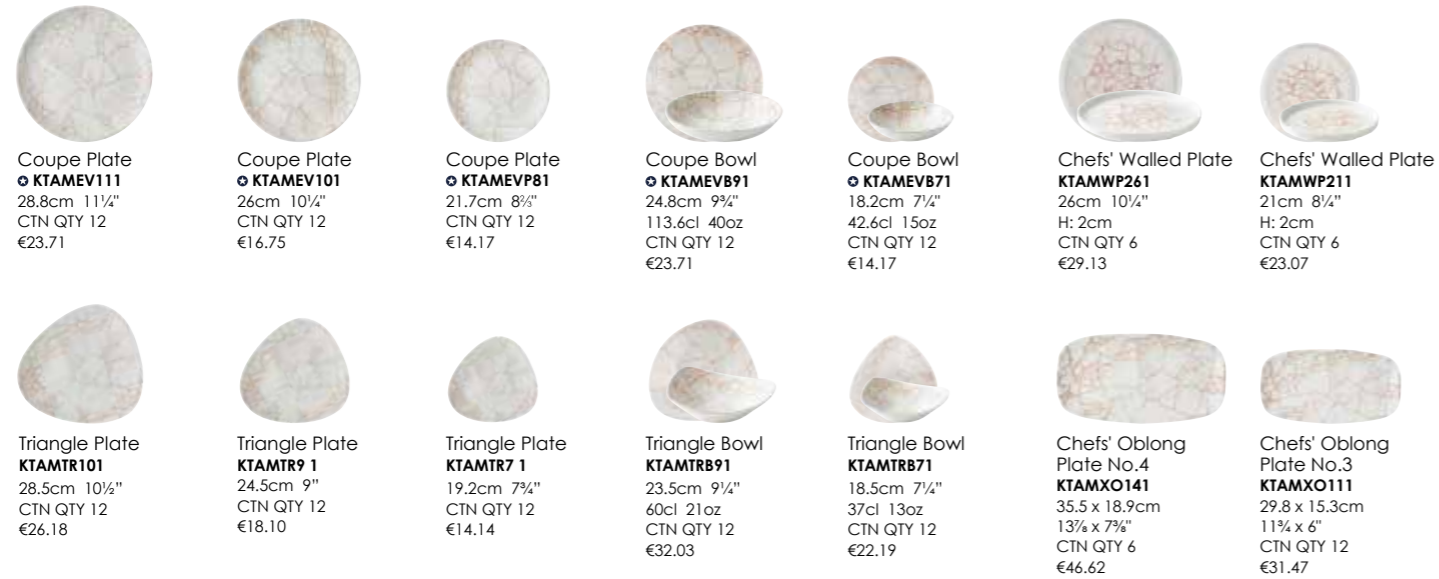 Coupe Plate
✪ KTAMEV111
28.8cm 11¼"
CTN QTY 12
€23.71
Coupe Plate
✪ KTAMEV101
26cm 10¼"
CTN QTY 12
€16.75
Coupe Plate
✪ KTAMEVP81
21.7cm 8⅔"
CTN QTY 12
€14.17
Coupe Bowl
✪ KTAMEVB91
24.8cm 9¾"
113.6cl 40oz
CTN QTY 12
€23.71
Coupe Bowl
✪ KTAMEVB71
18.2cm 7¼"
42.6cl 15oz
CTN QTY 12
€14.17
Chefs' Walled Plate
KTAMWP261
26cm 10¼"
H: 2cm
CTN QTY 6
€29.13
Chefs' Walled Plate
KTAMWP211
21cm 8¼"
H: 2cm
CTN QTY 6
€23.07
Triangle Plate
KTAMTR101
28.5cm 10½”
CTN QTY 12
€26.18
Triangle Plate
KTAMTR9 1
24.5cm 9”
CTN QTY 12
€18.10
Triangle Plate
KTAMTR7 1
19.2cm 7¾”
CTN QTY 12
€14.14
Triangle Bowl
KTAMTRB91
23.5cm 9¼”
60cl 21oz
CTN QTY 12
€32.03
Triangle Bowl
KTAMTRB71
18.5cm 7¼”
37cl 13oz
CTN QTY 12
€22.19
Chefs' Oblong
Plate No.4
KTAMXO141
35.5 x 18.9cm
13⅞ x 7⅜"
CTN QTY 6
€46.62
Chefs' Oblong
Plate No.3
KTAMXO111
29.8 x 15.3cm
11¾ x 6"
CTN QTY 12
€31.47